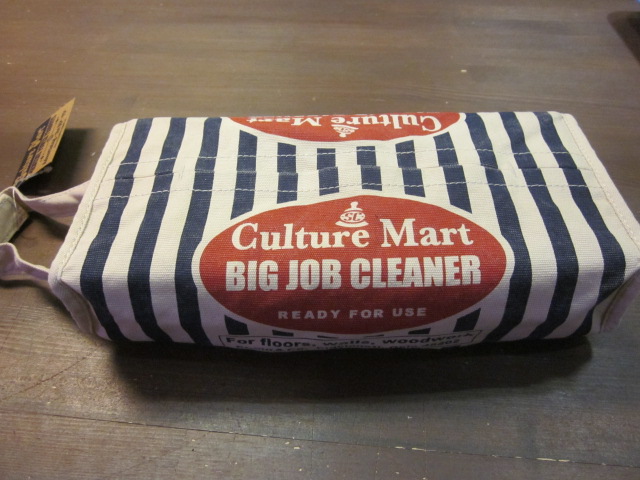 Culture Mart
Culture Mart
BIG JOB CLEANER
READY FOR USE
For floors, walls, woodwork